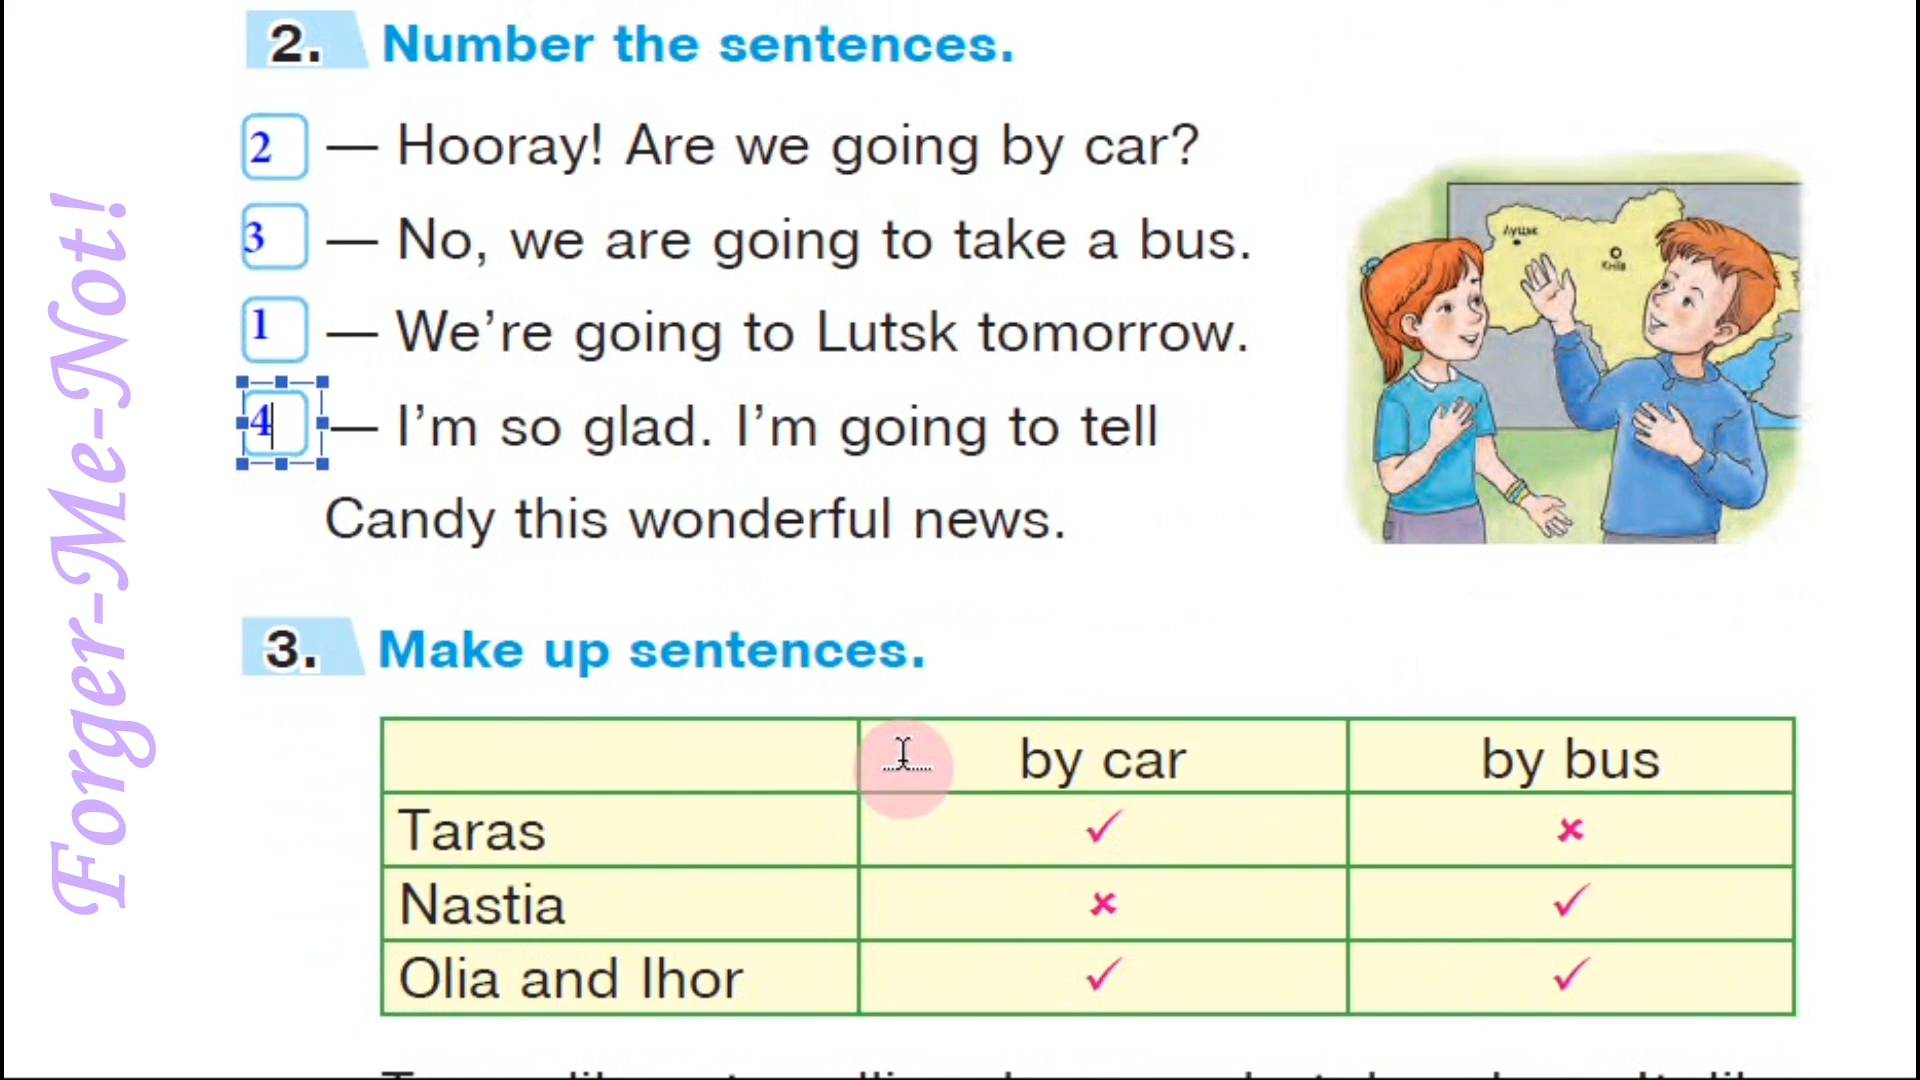 2. Number the sentences.
2 — Hooray! Are we going by car?
3 — No, we are going to take a bus.
1 — We're going to Lutsk tomorrow.
4 — I'm so glad. I'm going to tell
Candy this wonderful news.
Луцьк
Київ
3. Make up sentences.
by car by bus
Taras ✓ ×
Nastia × ✓
Olia and Ihor ✓ ✓
Forger-Me-Not!